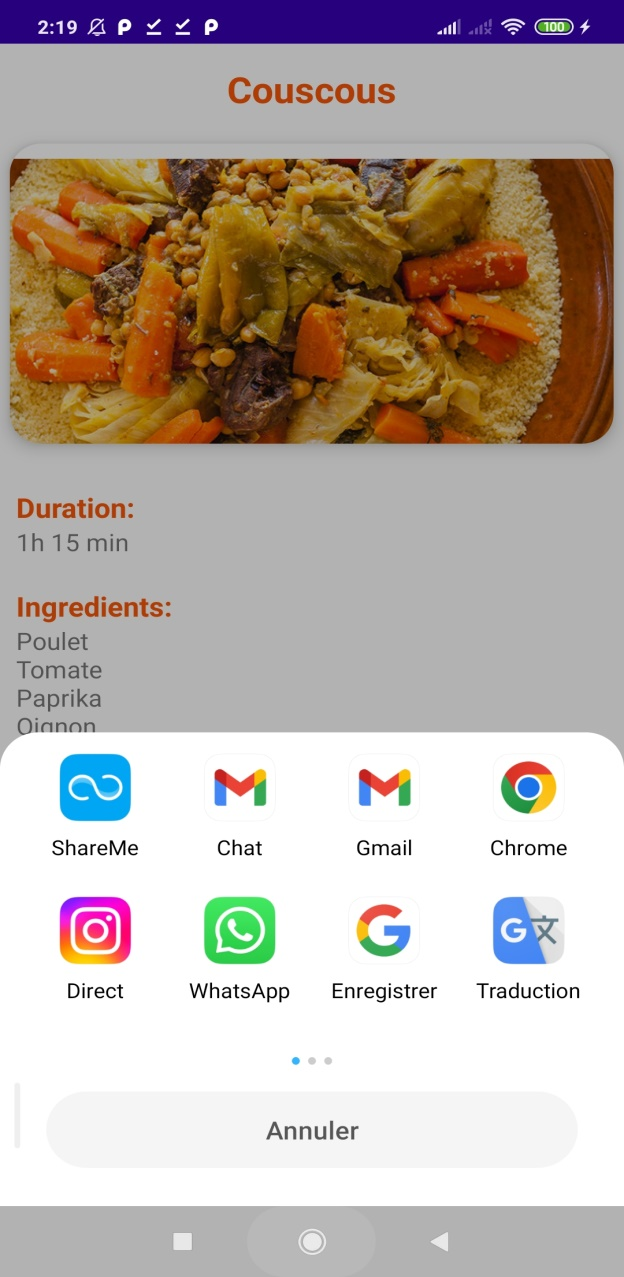 2:19
100
Couscous
Duration:
1h 15 min
Ingredients:
Poulet
Tomate
Paprika
Oignon
ShareMe
Chat
Gmail
Chrome
Direct
WhatsApp
Enregistrer
Traduction
Annuler